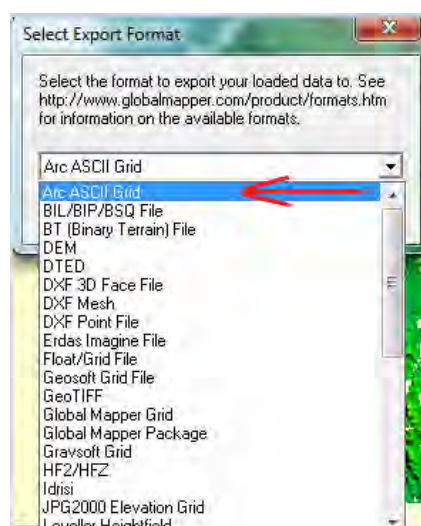 Select Export Format
Select the format to export your loaded data to. See
http://www.globalmapper.com/product/formats.htm
for information on the available formats.
Arc ASCII Grid
Arc ASCII Grid
BIL/BIP/BSQ File
BT (Binary Terrain) File
DEM
DTED
DXF 3D Face File
DXF Mesh
DXF Point File
Erdas Imagine File
Float/Grid File
Geosoft Grid File
GeoTIFF
Global Mapper Grid
Global Mapper Package
Gravsoft Grid
HF2/HFZ
Idrisi
JPG2000 Elevation Grid
Leveller Heightfield